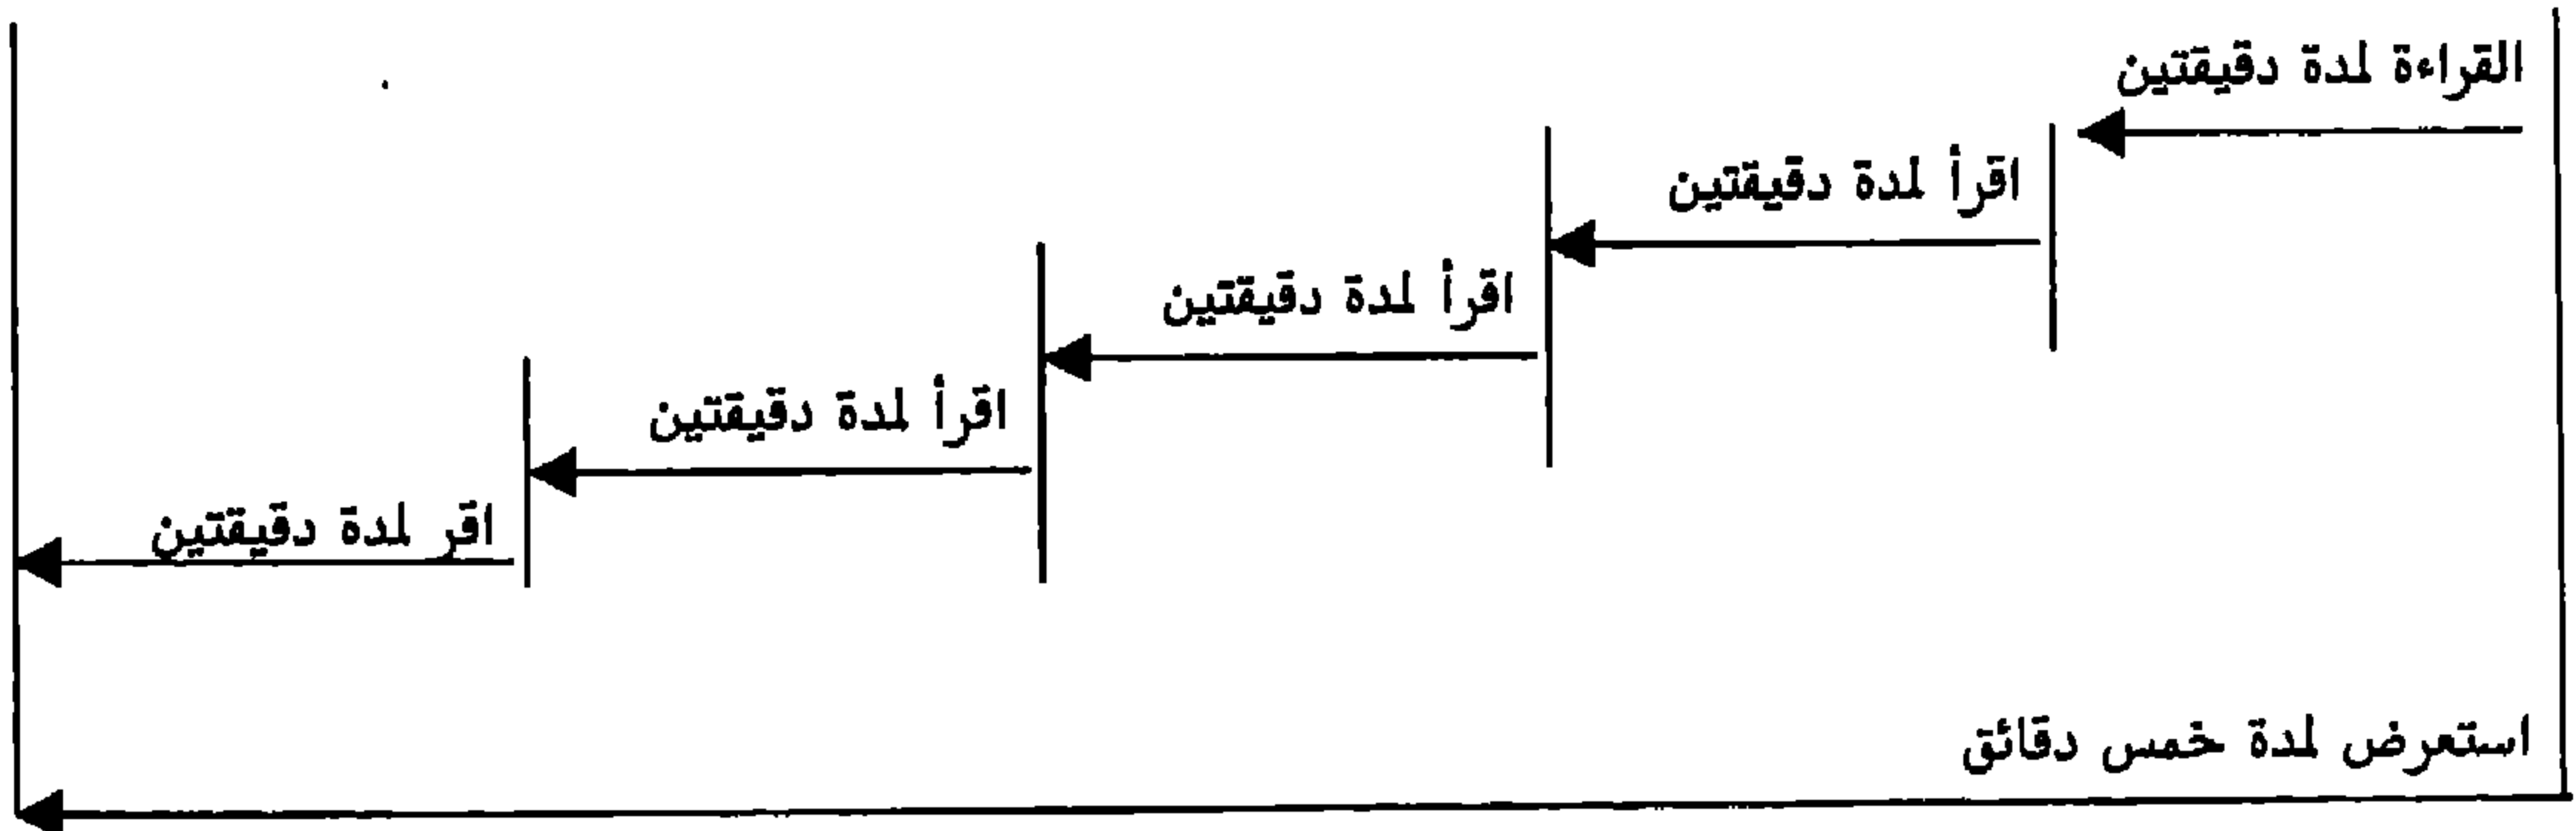 القراءة لمدة دقيقتين
اقرأ لمدة دقيقتين
اقرأ لمدة دقيقتين
اقرأ لمدة دقيقتين
اقر لمدة دقيقتين
استعرض لمدة خمس دقائق